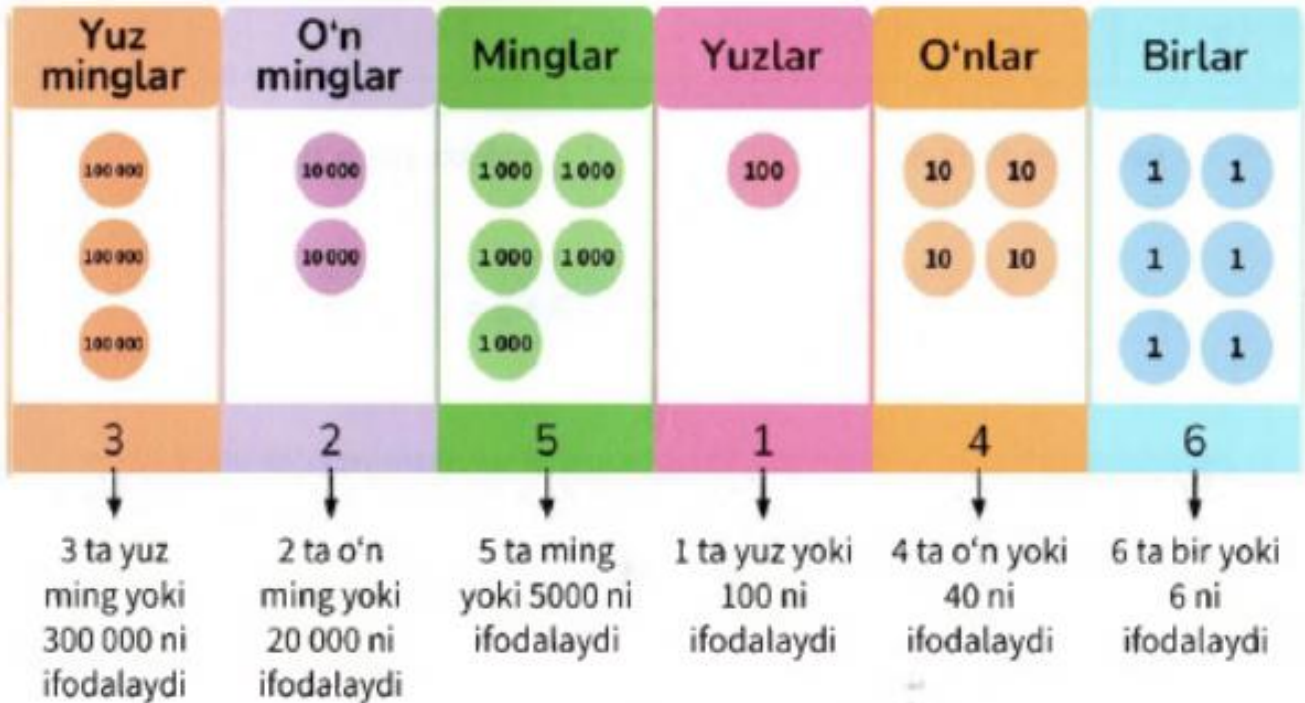 Yuz minglar
O‘n minglar
Minglar
Yuzlar
O‘nlar
Birlar
100 000
100 000
100 000
10 000
10 000
1 000 1 000
1 000 1 000
1 000
100
10 10
10 10
1 1
1 1
1 1
3 2 5 1 4 6
3 ta yuz
ming yoki
300 000 ni
ifodalaydi
2 ta o‘n
ming yoki
20 000 ni
ifodalaydi
5 ta ming
yoki 5000 ni
ifodalaydi
1 ta yuz yoki
100 ni
ifodalaydi
4 ta o‘n yoki
40 ni
ifodalaydi
6 ta bir yoki
6 ni
ifodalaydi